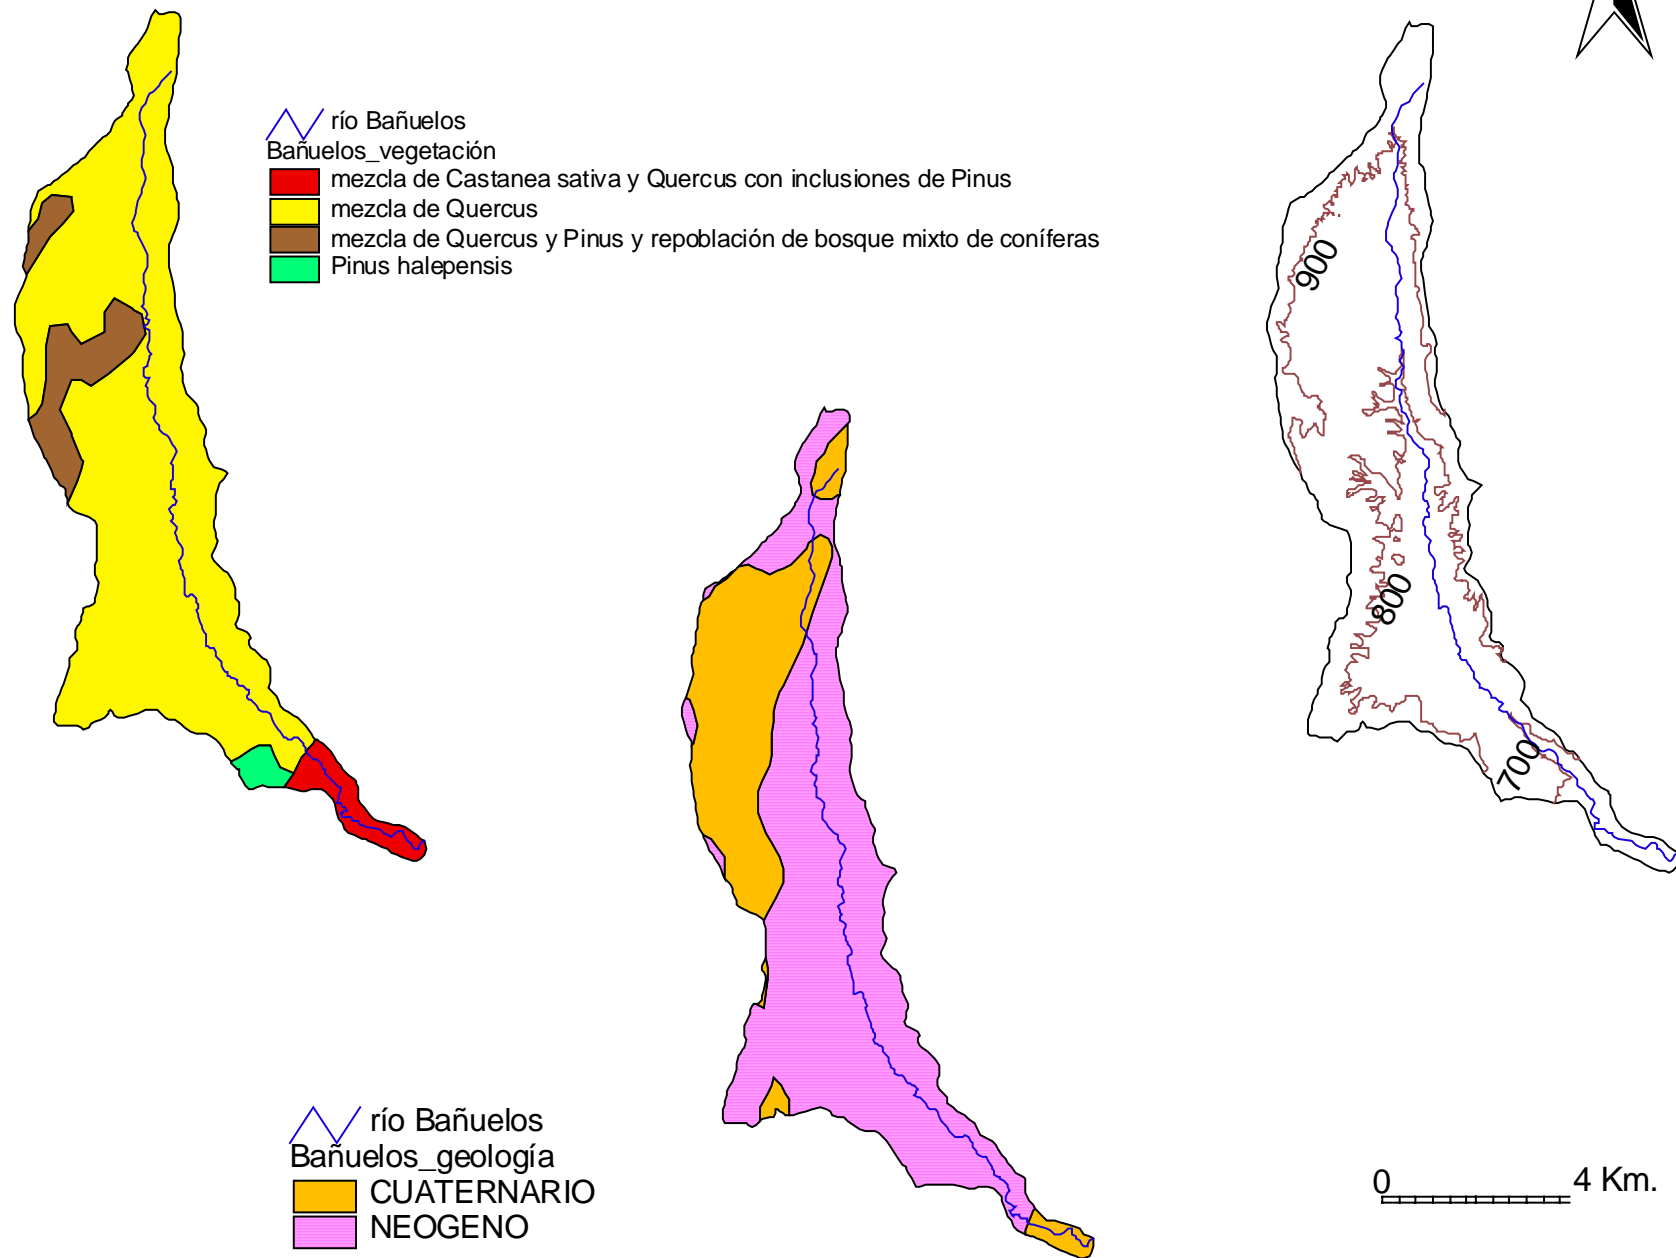 río Bañuelos
Bañuelos_vegetación
mezcla de Castanea sativa y Quercus con inclusiones de Pinus
mezcla de Quercus
mezcla de Quercus y Pinus y repoblación de bosque mixto de coníferas
Pinus halepensis
900
800
700
río Bañuelos
Bañuelos_geología
CUATERNARIO
NEOGENO
0 4 Km.